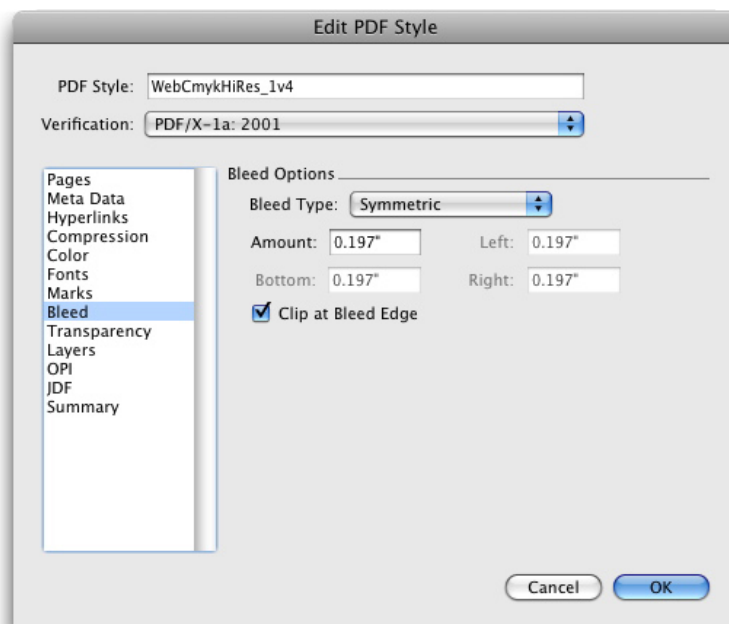 Edit PDF Style
PDF Style: WebCmykHiRes_1v4
Verification: PDF/X-1a: 2001
Pages
Meta Data
Hyperlinks
Compression
Color
Fonts
Marks
Bleed
Transparency
Layers
OPI
JDF
Summary
Bleed Options
Bleed Type: Symmetric
Amount: 0.197" Left: 0.197"
Bottom: 0.197" Right: 0.197"
Clip at Bleed Edge
Cancel OK